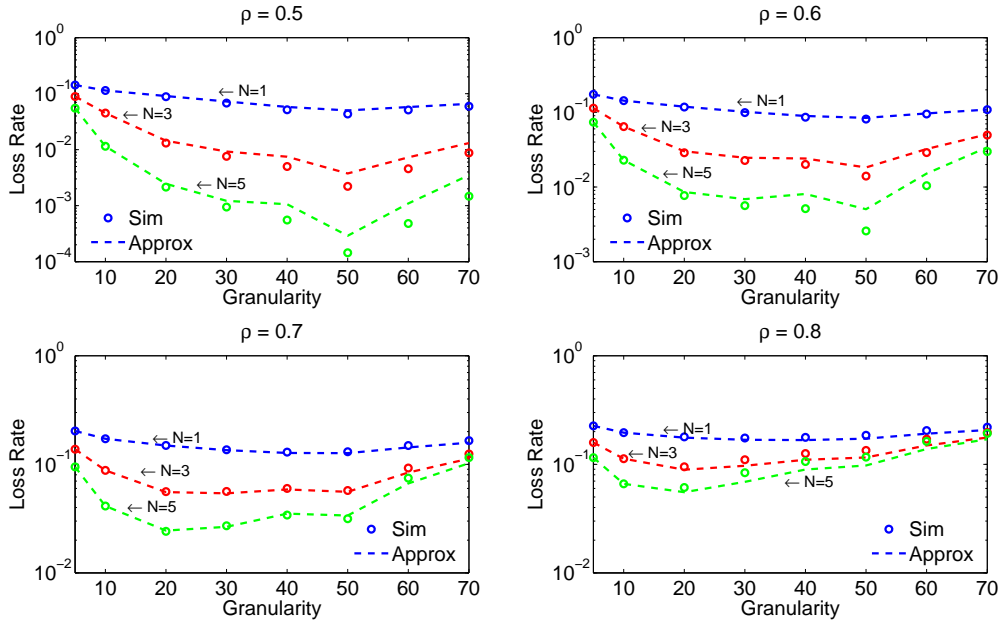 ρ = 0.5
Loss Rate
10^0
10^-1
10^-2
10^-3
10^-4
← N=1
← N=3
← N=5
Sim
Approx
10 20 30 40 50 60 70
Granularity
ρ = 0.6
Loss Rate
10^0
10^-1
10^-2
10^-3
← N=1
← N=3
← N=5
Sim
Approx
10 20 30 40 50 60 70
Granularity
ρ = 0.7
Loss Rate
10^0
10^-1
10^-2
← N=1
← N=3
← N=5
Sim
Approx
10 20 30 40 50 60 70
Granularity
ρ = 0.8
Loss Rate
10^0
10^-1
10^-2
← N=1
← N=3
← N=5
Sim
Approx
10 20 30 40 50 60 70
Granularity